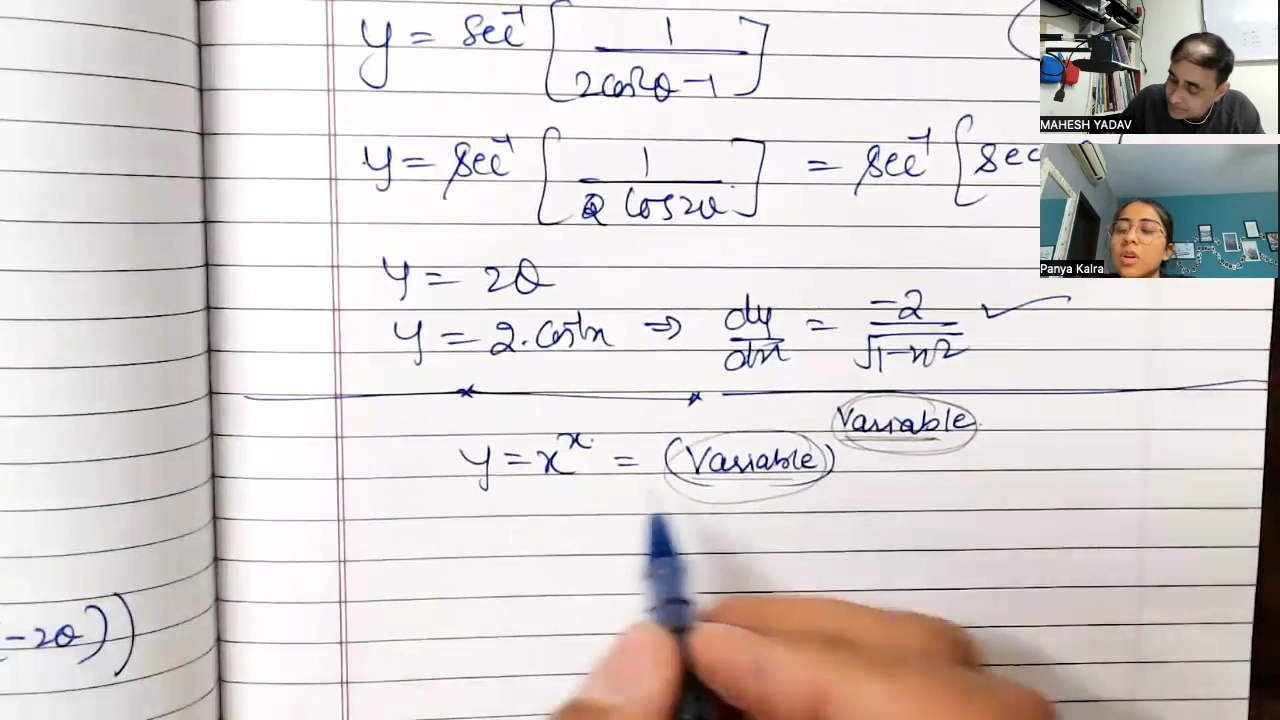 y = sec⁻¹ [ 1 / (2cos²θ − 1) ]
MAHESH YADAV
y = sec⁻¹ [ 1 / cos2θ ] = sec⁻¹ [ sec
Panya Kalra
y = 2θ
y = 2.cos⁻¹x ⇒ dy/dx = −2/√(1−x²) ✓
y = x^x = (Variable)^Variable
−2θ))